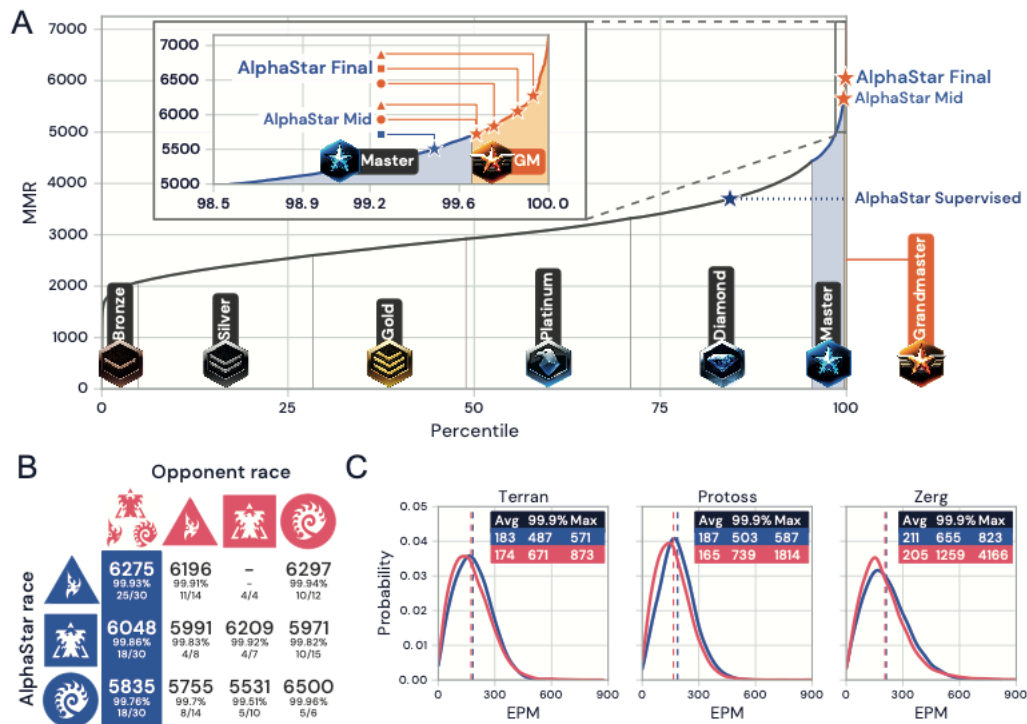 A
7000
6000
5000
4000
3000
2000
1000
0
MMR
7000
6500
6000
5500
5000
AlphaStar Final
AlphaStar Mid
Master
GM
98.5 98.9 99.2 99.6 100.0
AlphaStar Final
AlphaStar Mid
AlphaStar Supervised
Bronze
Silver
Gold
Platinum
Diamond
Master
Grandmaster
0 25 50 75 100
Percentile
B
Opponent race
AlphaStar race
6275 6196 – 6297
99.93% 99.91% - 99.94%
25/30 11/14 4/4 10/12
6048 5991 6209 5971
99.86% 99.83% 99.92% 99.82%
18/30 4/8 4/7 10/15
5835 5755 5531 6500
99.76% 99.7% 99.51% 99.96%
18/30 8/14 5/10 5/6
C
Probability
0.05
0.04
0.03
0.02
0.01
0.00
Terran
Avg 99.9% Max
183 487 571
174 671 873
0 300 600 900
EPM
Protoss
Avg 99.9% Max
187 503 587
165 739 1814
0 300 600 900
EPM
Zerg
Avg 99.9% Max
211 655 823
205 1259 4166
0 300 600 900
EPM